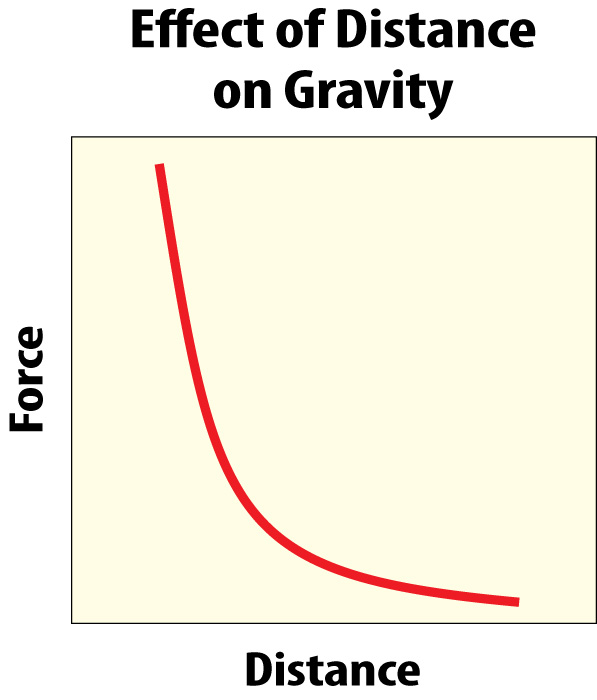 Effect of Distance
on Gravity
Force
Distance